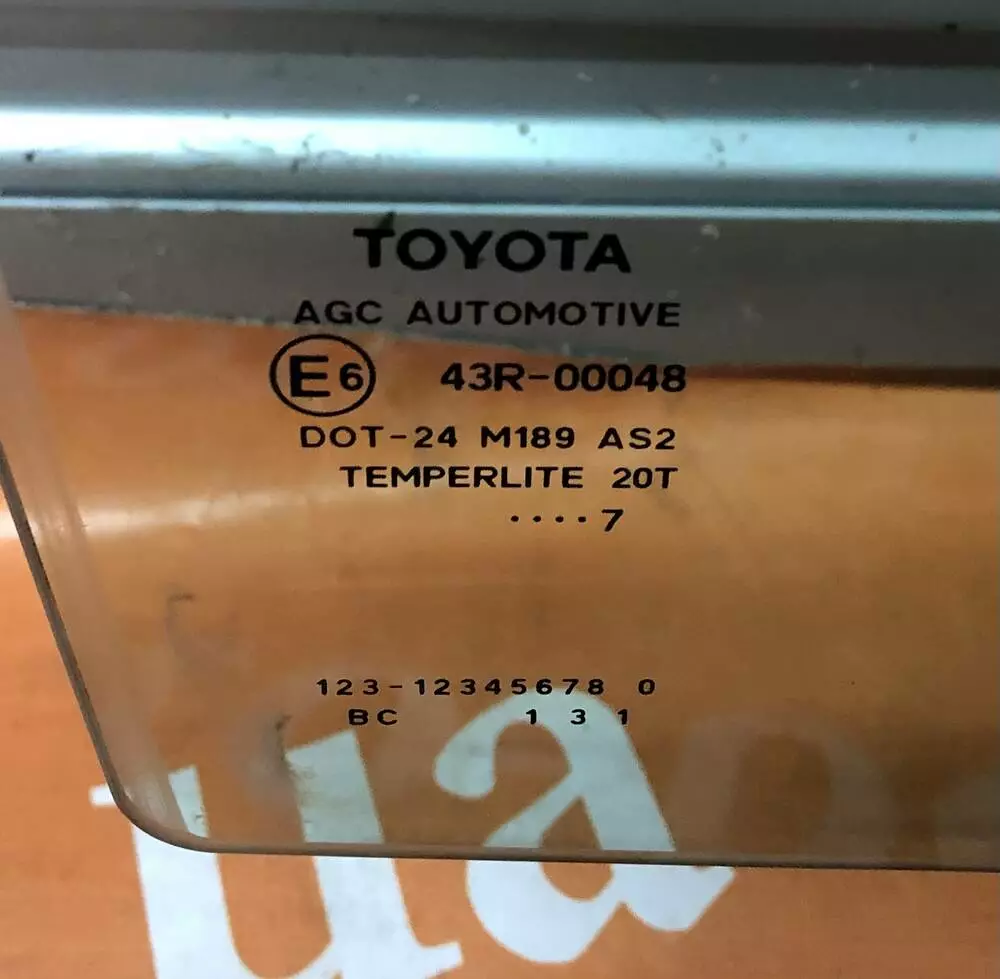 TOYOTA
AGC AUTOMOTIVE
E6 43R-00048
DOT-24 M189 AS2
TEMPERLITE 20T
····7
123-12345678 0
BC 1 3 1
ua